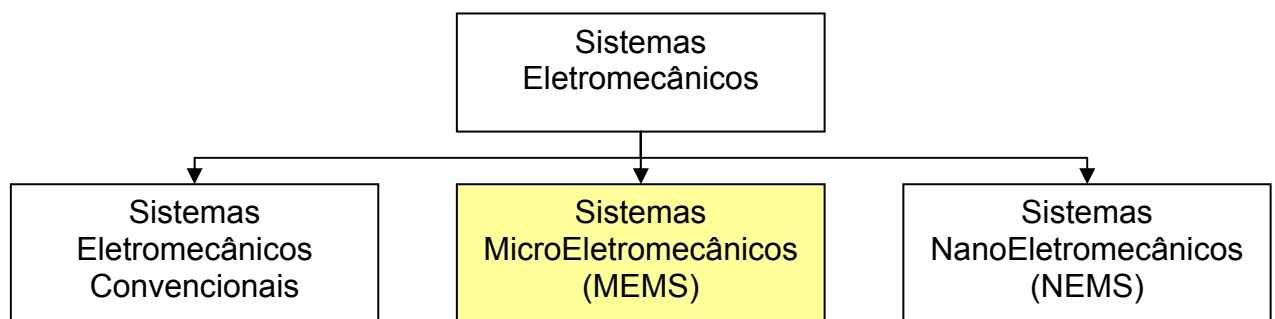 Sistemas
Eletromecânicos
Sistemas
Eletromecânicos
Convencionais
Sistemas
MicroEletromecânicos
(MEMS)
Sistemas
NanoEletromecânicos
(NEMS)